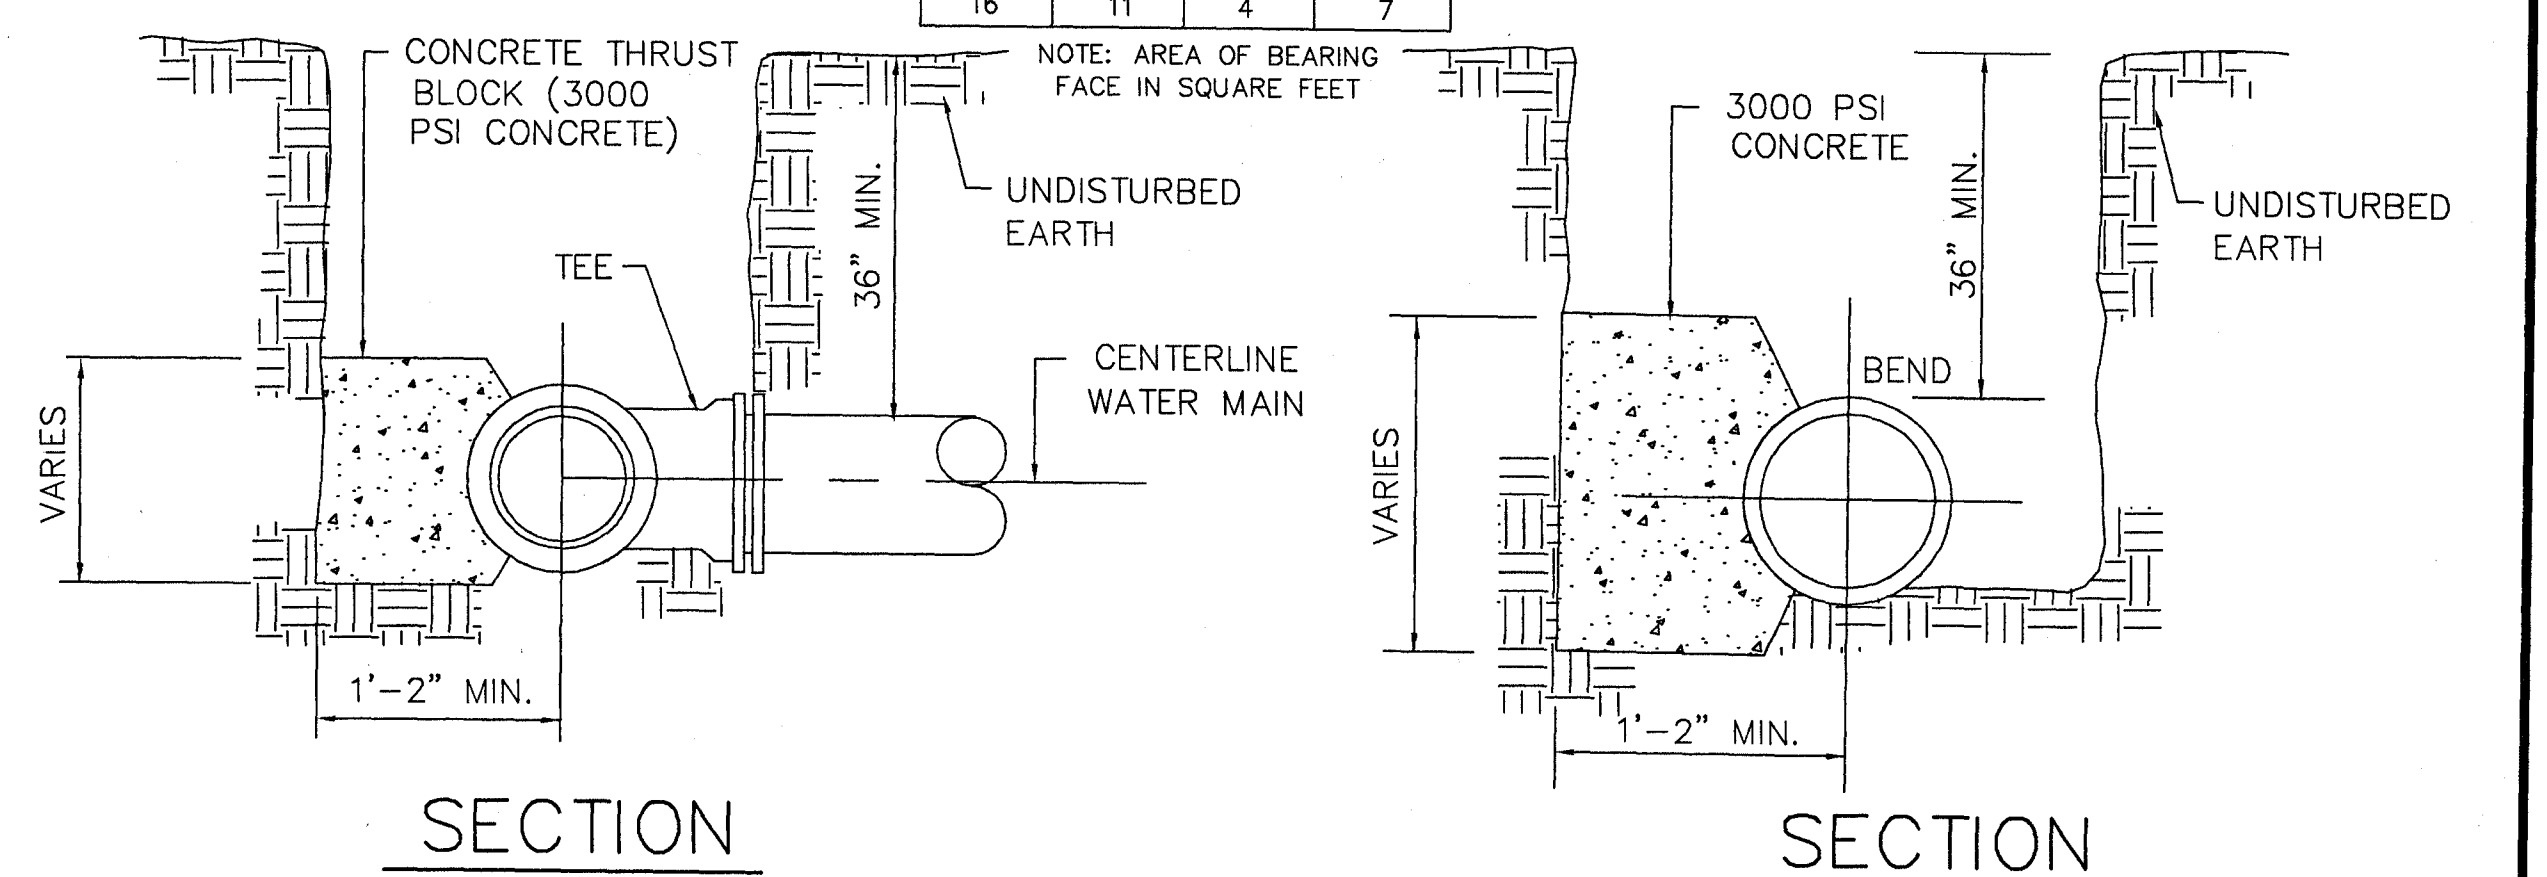 16 11 4 7
NOTE: AREA OF BEARING
FACE IN SQUARE FEET
CONCRETE THRUST
BLOCK (3000
PSI CONCRETE)
UNDISTURBED
EARTH
36" MIN.
TEE
CENTERLINE
WATER MAIN
VARIES
1'-2" MIN.
SECTION
3000 PSI
CONCRETE
36" MIN.
UNDISTURBED
EARTH
BEND
VARIES
1'-2" MIN.
SECTION